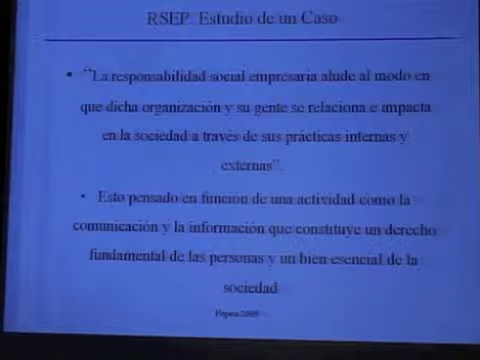 RSEP: Estudio de un Caso
• “La responsabilidad social empresaria alude al modo en
que dicha organización y su gente se relaciona e impacta
en la sociedad a través de sus prácticas internas y
externas”.
• Esto pensado en función de una actividad como la
comunicación y la información que constituye un derecho
fundamental de las personas y un bien esencial de la
sociedad